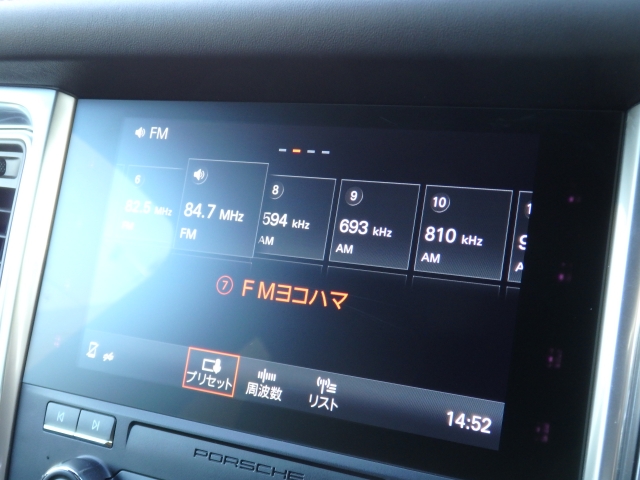 FM
6
8
9
10
84.7 MHz
594 kHz
693 kHz
810 kHz
FM
AM
AM
AM
⑦ FMヨコハマ
プリセット
周波数
リスト
14:52
PORSCHE